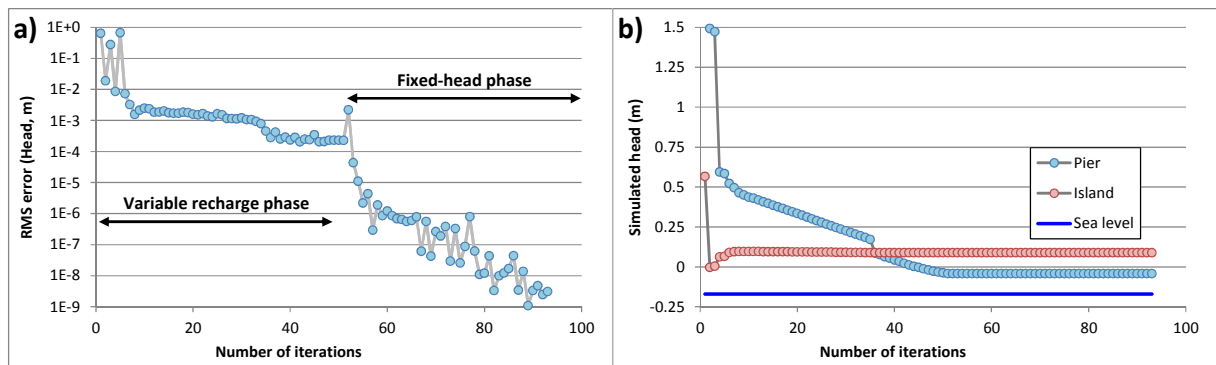 a)
RMS error (Head, m)
1E+0
1E-1
1E-2
1E-3
1E-4
1E-5
1E-6
1E-7
1E-8
1E-9
Fixed-head phase
Variable recharge phase
0 20 40 60 80 100
Number of iterations
b)
Simulated head (m)
1.5
1.25
1
0.75
0.5
0.25
0
-0.25
Pier
Island
Sea level
0 20 40 60 80 100
Number of iterations